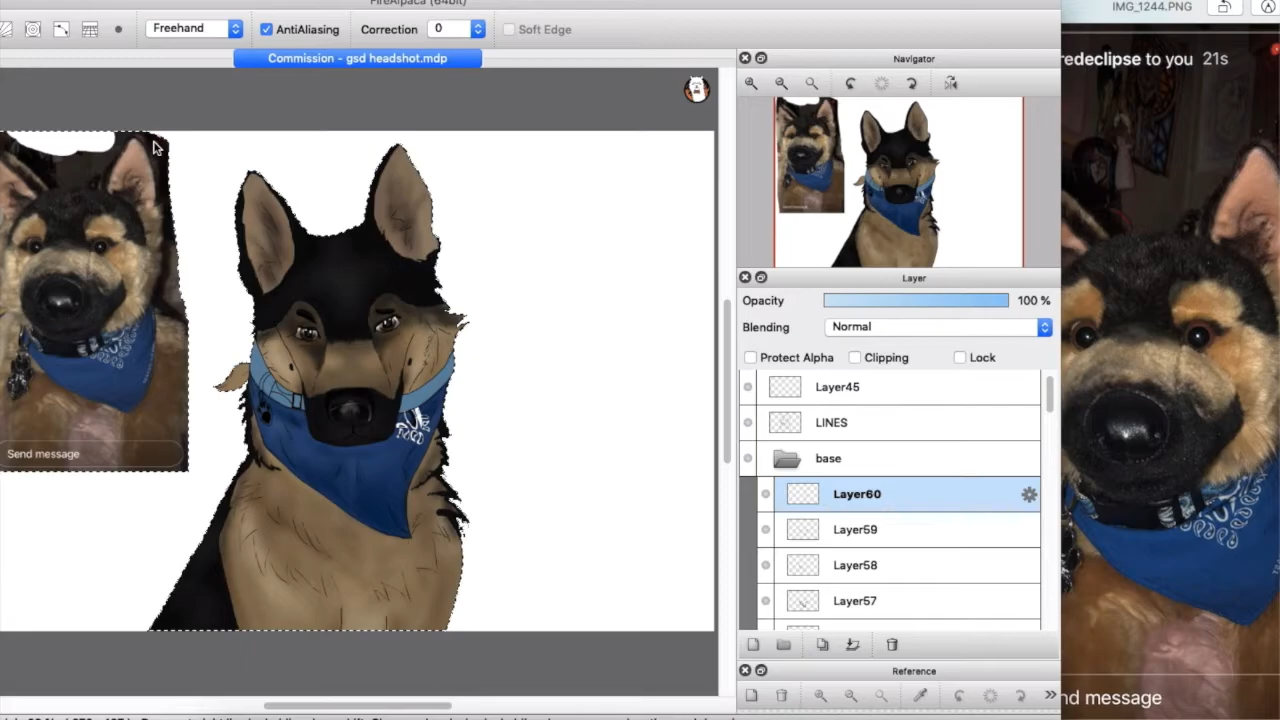 FireAlpaca (64bit)
IMG_1244.PNG
Freehand
AntiAliasing
Correction
0
Soft Edge
Commission - gsd headshot.mdp
Navigator
redeclipse to you 21s
Layer
Opacity
100 %
Blending
Normal
Protect Alpha
Clipping
Lock
Layer45
LINES
base
Layer60
Layer59
Layer58
Layer57
Send message
Reference
nd message